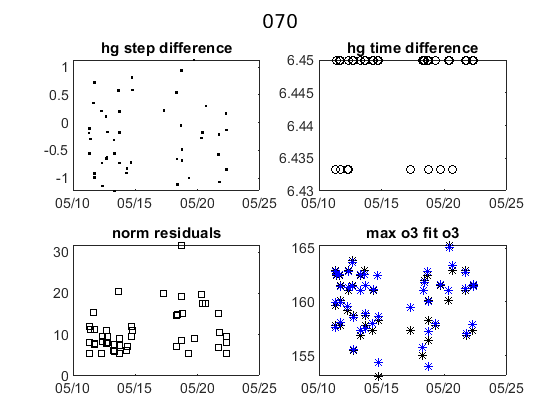 070
hg step difference
1
0.5
0
-0.5
-1
05/10 05/15 05/20 05/25
hg time difference
6.45
6.445
6.44
6.435
6.43
05/10 05/15 05/20 05/25
norm residuals
30
20
10
0
05/10 05/15 05/20 05/25
max o3 fit o3
165
160
155
05/10 05/15 05/20 05/25